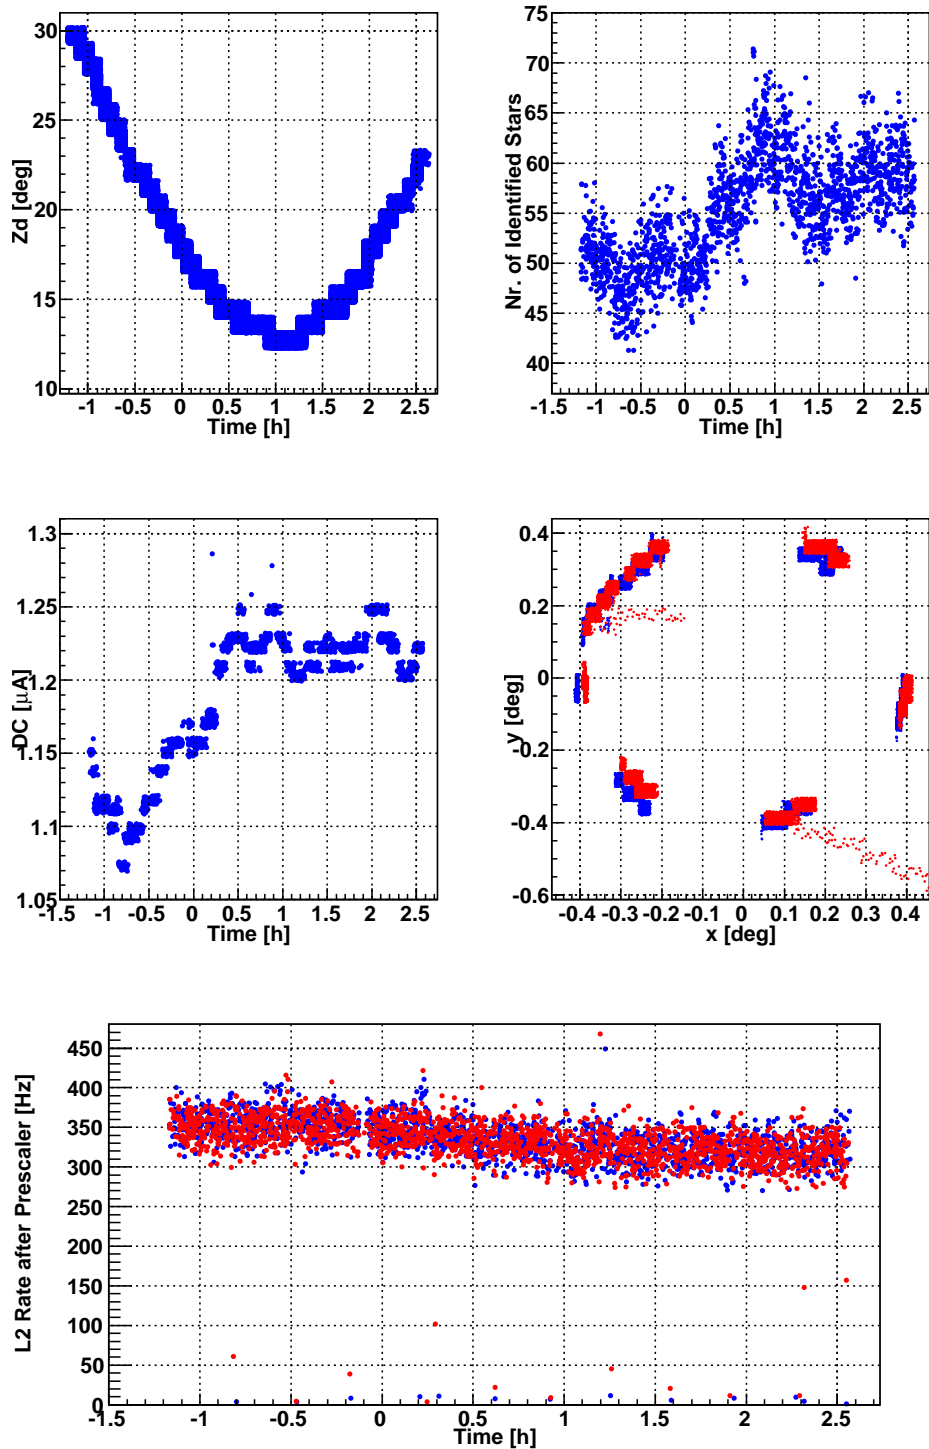 Zd [deg]
30
25
20
15
10
-1 -0.5 0 0.5 1 1.5 2 2.5
Time [h]
Nr. of Identified Stars
75
70
65
60
55
50
45
40
-1.5 -1 -0.5 0 0.5 1 1.5 2 2.5
Time [h]
DC [μA]
1.3
1.25
1.2
1.15
1.1
1.05
-1.5 -1 -0.5 0 0.5 1 1.5 2 2.5
Time [h]
y [deg]
0.4
0.2
0
-0.2
-0.4
-0.6
-0.4 -0.3 -0.2 -0.1 0 0.1 0.2 0.3 0.4
x [deg]
L2 Rate after Prescaler [Hz]
450
400
350
300
250
200
150
100
50
0
-1.5 -1 -0.5 0 0.5 1 1.5 2 2.5
Time [h]